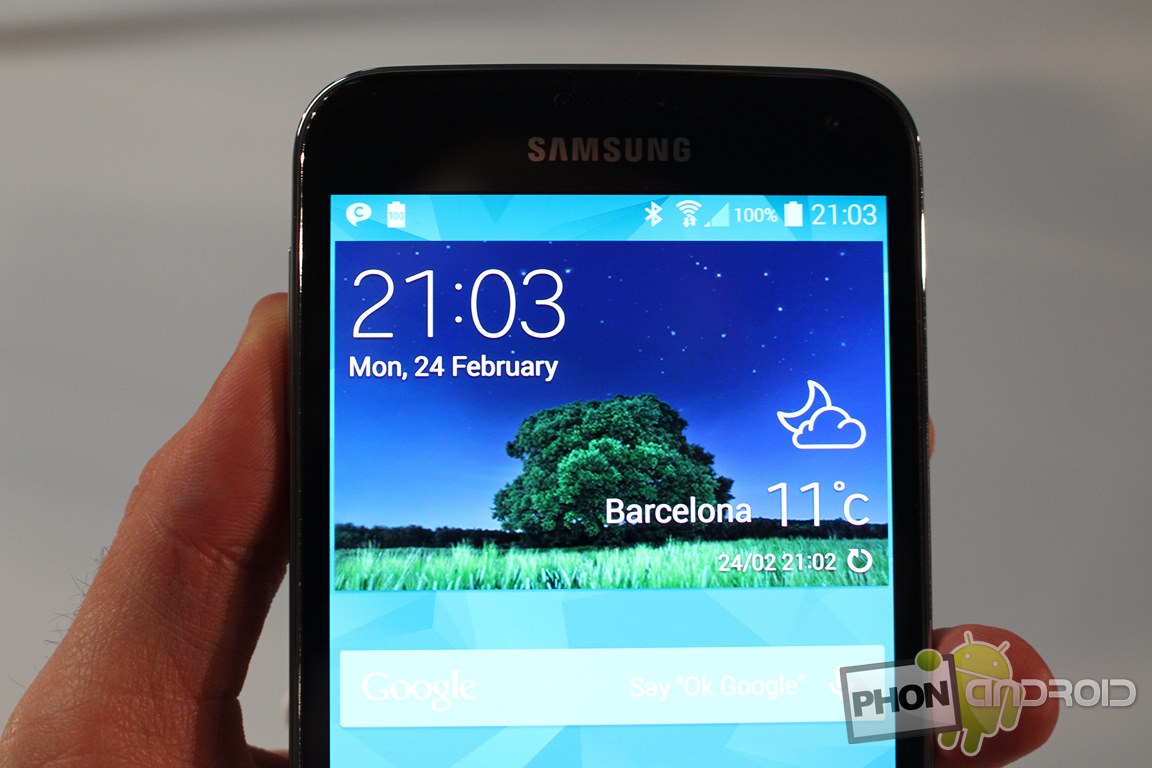 SAMSUNG
C 100 100% 21:03
21:03
Mon, 24 February
Barcelona 11°C
24/02 21:02
Google Say "Ok Google"
PHONANDROID